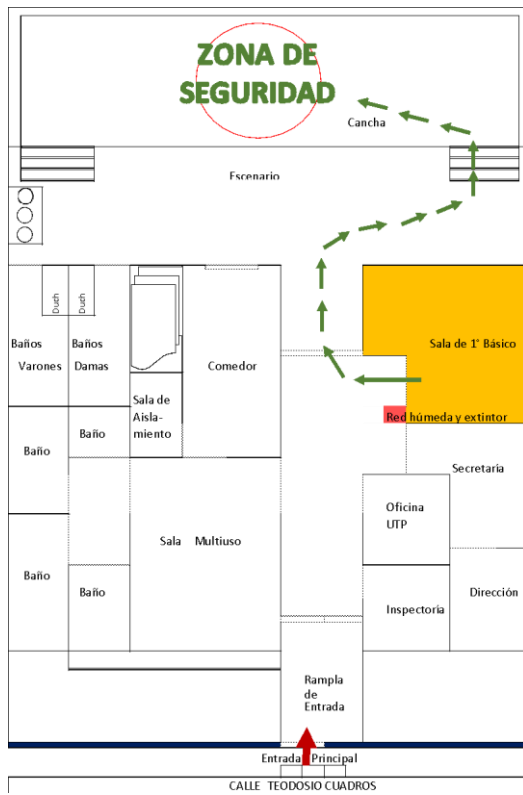 ZONA DE
SEGURIDAD
Cancha
Escenario
Duch
Duch
Baños
Varones
Baños
Damas
Comedor
Sala de 1° Básico
Sala de
Aisla-
miento
Red húmeda y extintor
Baño
Baño
Secretaría
Oficina
UTP
Sala Multiuso
Baño
Baño
Inspectoría
Dirección
Rampla
de
Entrada
Entrada Principal
CALLE TEODOSIO CUADROS